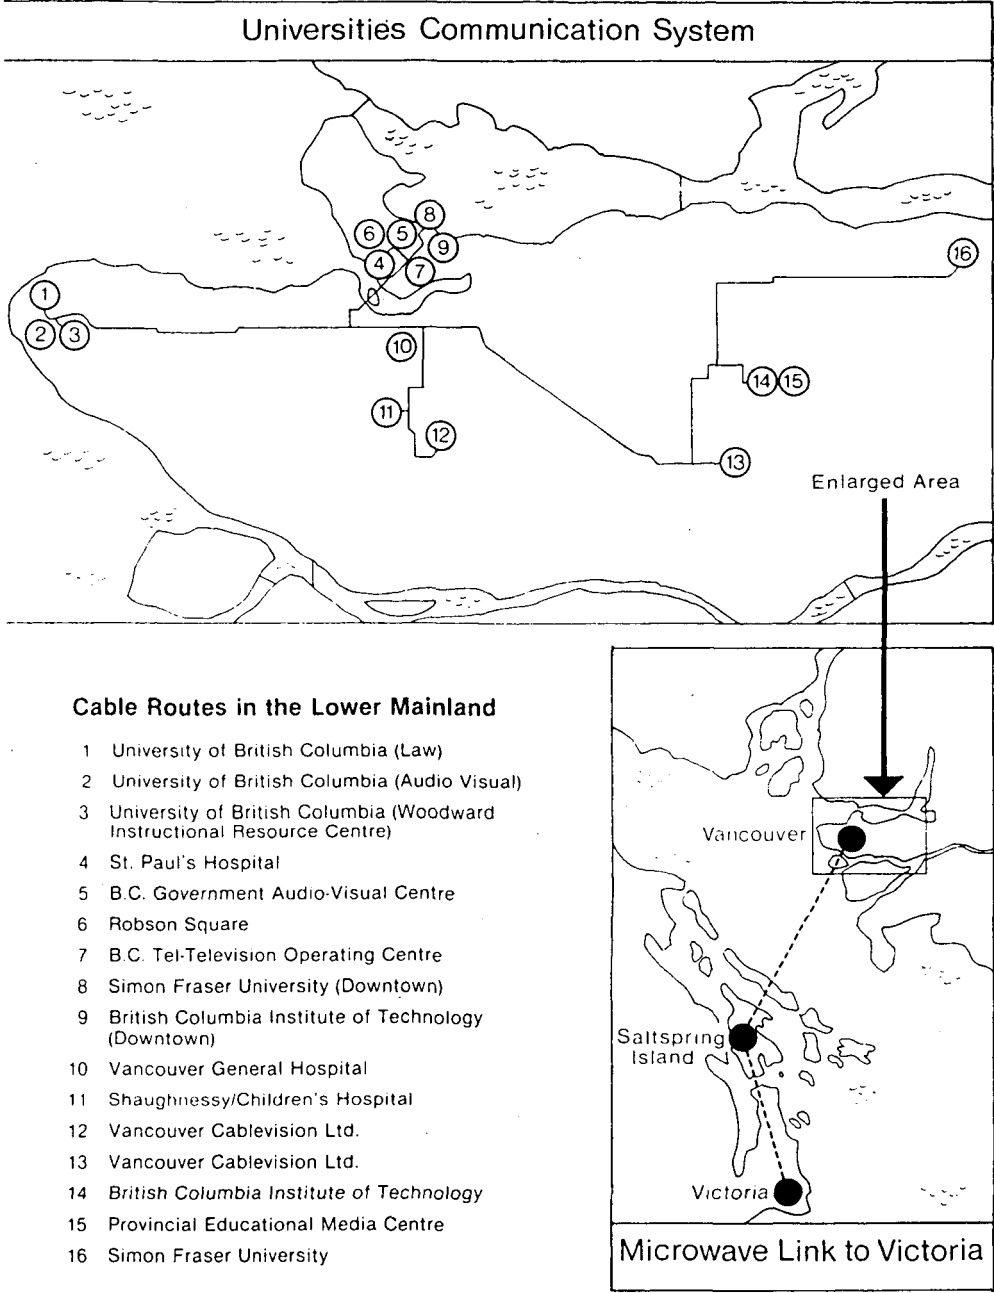 Universities Communication System
8
6
5
9
16
4
7
1
2
3
10
14
15
11
12
13
Enlarged Area
Cable Routes in the Lower Mainland
1 University of British Columbia (Law)
2 University of British Columbia (Audio Visual)
3 University of British Columbia (Woodward
Instructional Resource Centre)
4 St. Paul's Hospital
5 B.C. Government Audio-Visual Centre
6 Robson Square
7 B.C. Tel-Television Operating Centre
8 Simon Fraser University (Downtown)
9 British Columbia Institute of Technology
(Downtown)
10 Vancouver General Hospital
11 Shaughnessy/Children's Hospital
12 Vancouver Cablevision Ltd.
13 Vancouver Cablevision Ltd.
14 British Columbia Institute of Technology
15 Provincial Educational Media Centre
16 Simon Fraser University
Vancouver
Saltspring
Island
Victoria
Microwave Link to Victoria